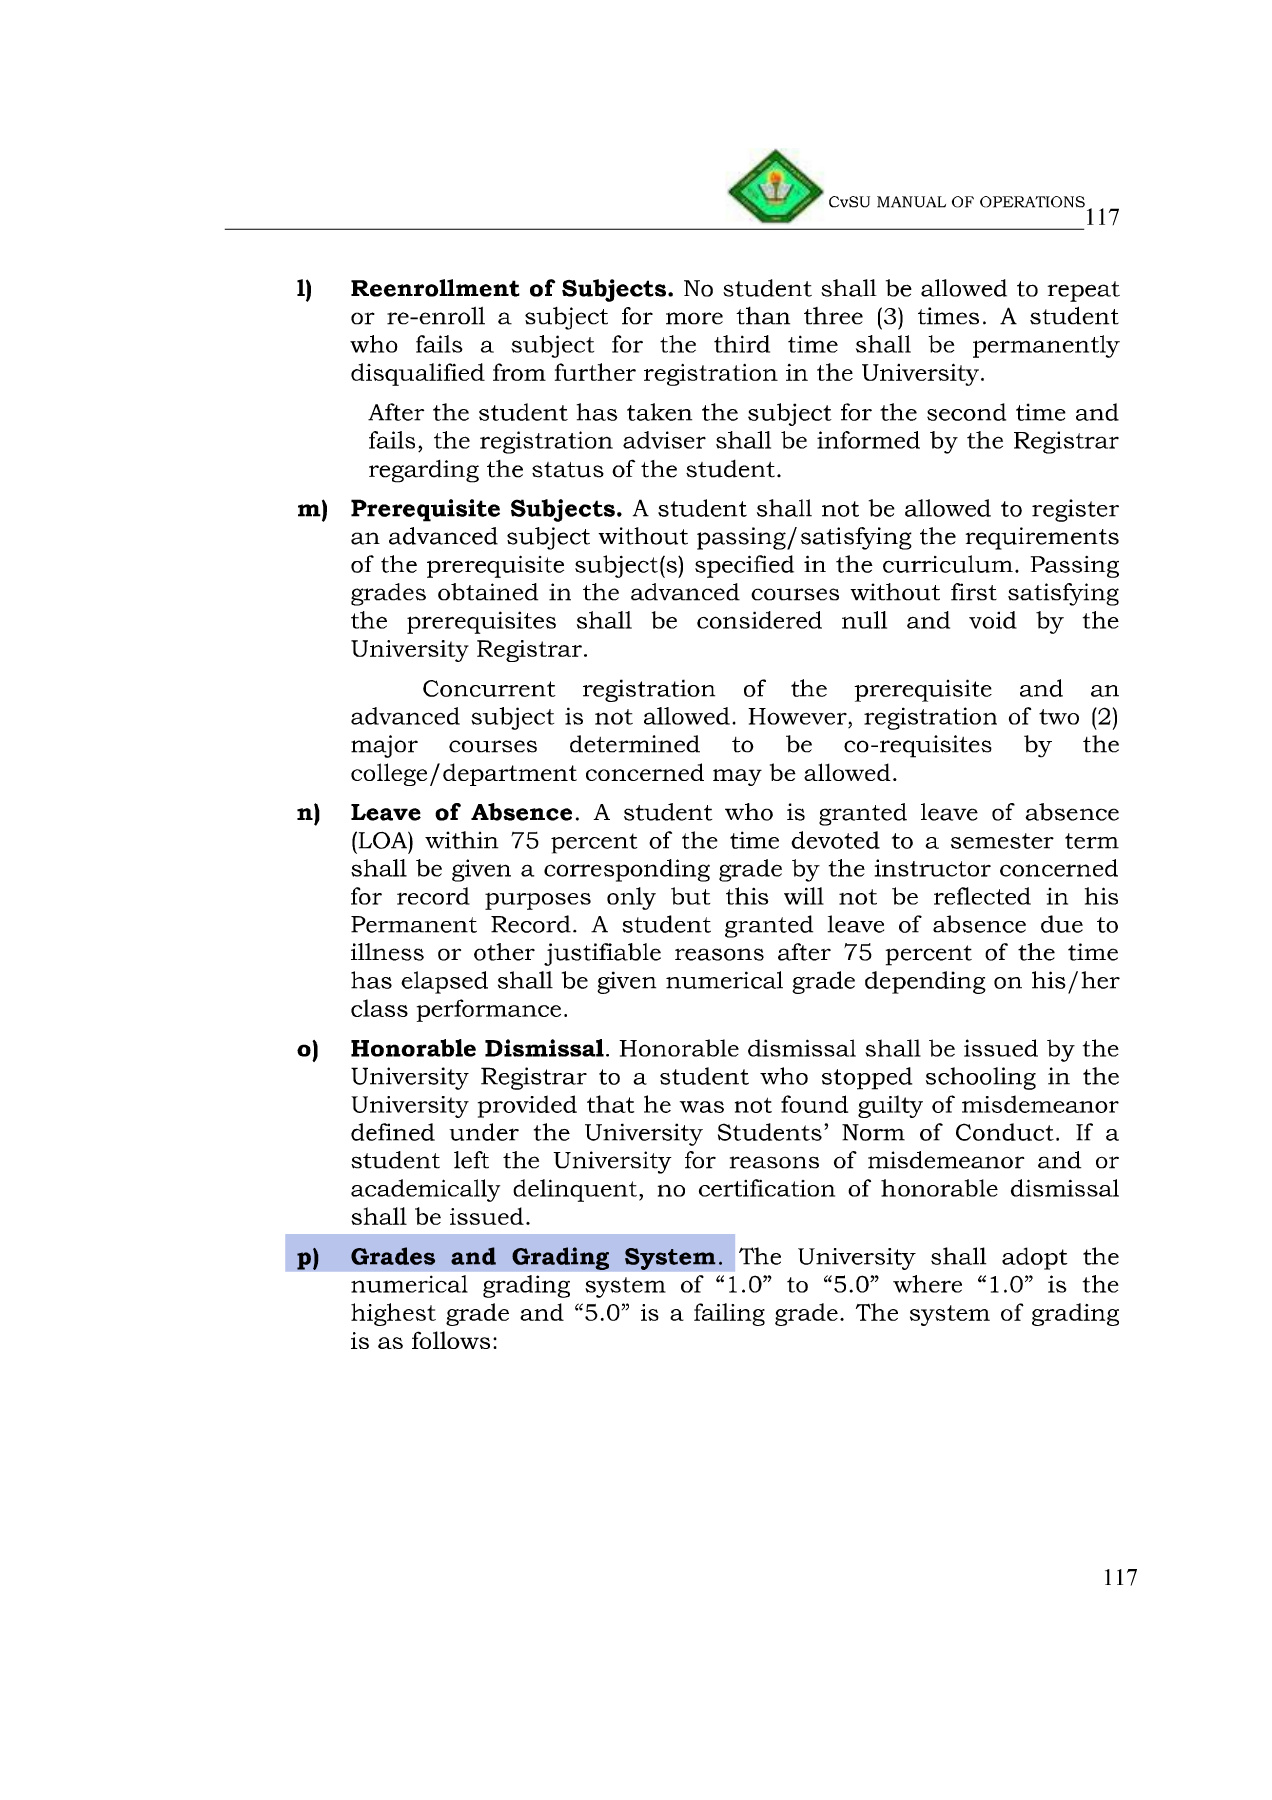 CvSU MANUAL OF OPERATIONS
117
l) Reenrollment of Subjects. No student shall be allowed to repeat
or re-enroll a subject for more than three (3) times. A student
who fails a subject for the third time shall be permanently
disqualified from further registration in the University.
After the student has taken the subject for the second time and
fails, the registration adviser shall be informed by the Registrar
regarding the status of the student.
m) Prerequisite Subjects. A student shall not be allowed to register
an advanced subject without passing/satisfying the requirements
of the prerequisite subject(s) specified in the curriculum. Passing
grades obtained in the advanced courses without first satisfying
the prerequisites shall be considered null and void by the
University Registrar.
Concurrent registration of the prerequisite and an
advanced subject is not allowed. However, registration of two (2)
major courses determined to be co-requisites by the
college/department concerned may be allowed.
n) Leave of Absence. A student who is granted leave of absence
(LOA) within 75 percent of the time devoted to a semester term
shall be given a corresponding grade by the instructor concerned
for record purposes only but this will not be reflected in his
Permanent Record. A student granted leave of absence due to
illness or other justifiable reasons after 75 percent of the time
has elapsed shall be given numerical grade depending on his/her
class performance.
o) Honorable Dismissal. Honorable dismissal shall be issued by the
University Registrar to a student who stopped schooling in the
University provided that he was not found guilty of misdemeanor
defined under the University Students’ Norm of Conduct. If a
student left the University for reasons of misdemeanor and or
academically delinquent, no certification of honorable dismissal
shall be issued.
p) Grades and Grading System. The University shall adopt the
numerical grading system of “1.0” to “5.0” where “1.0” is the
highest grade and “5.0” is a failing grade. The system of grading
is as follows:
117